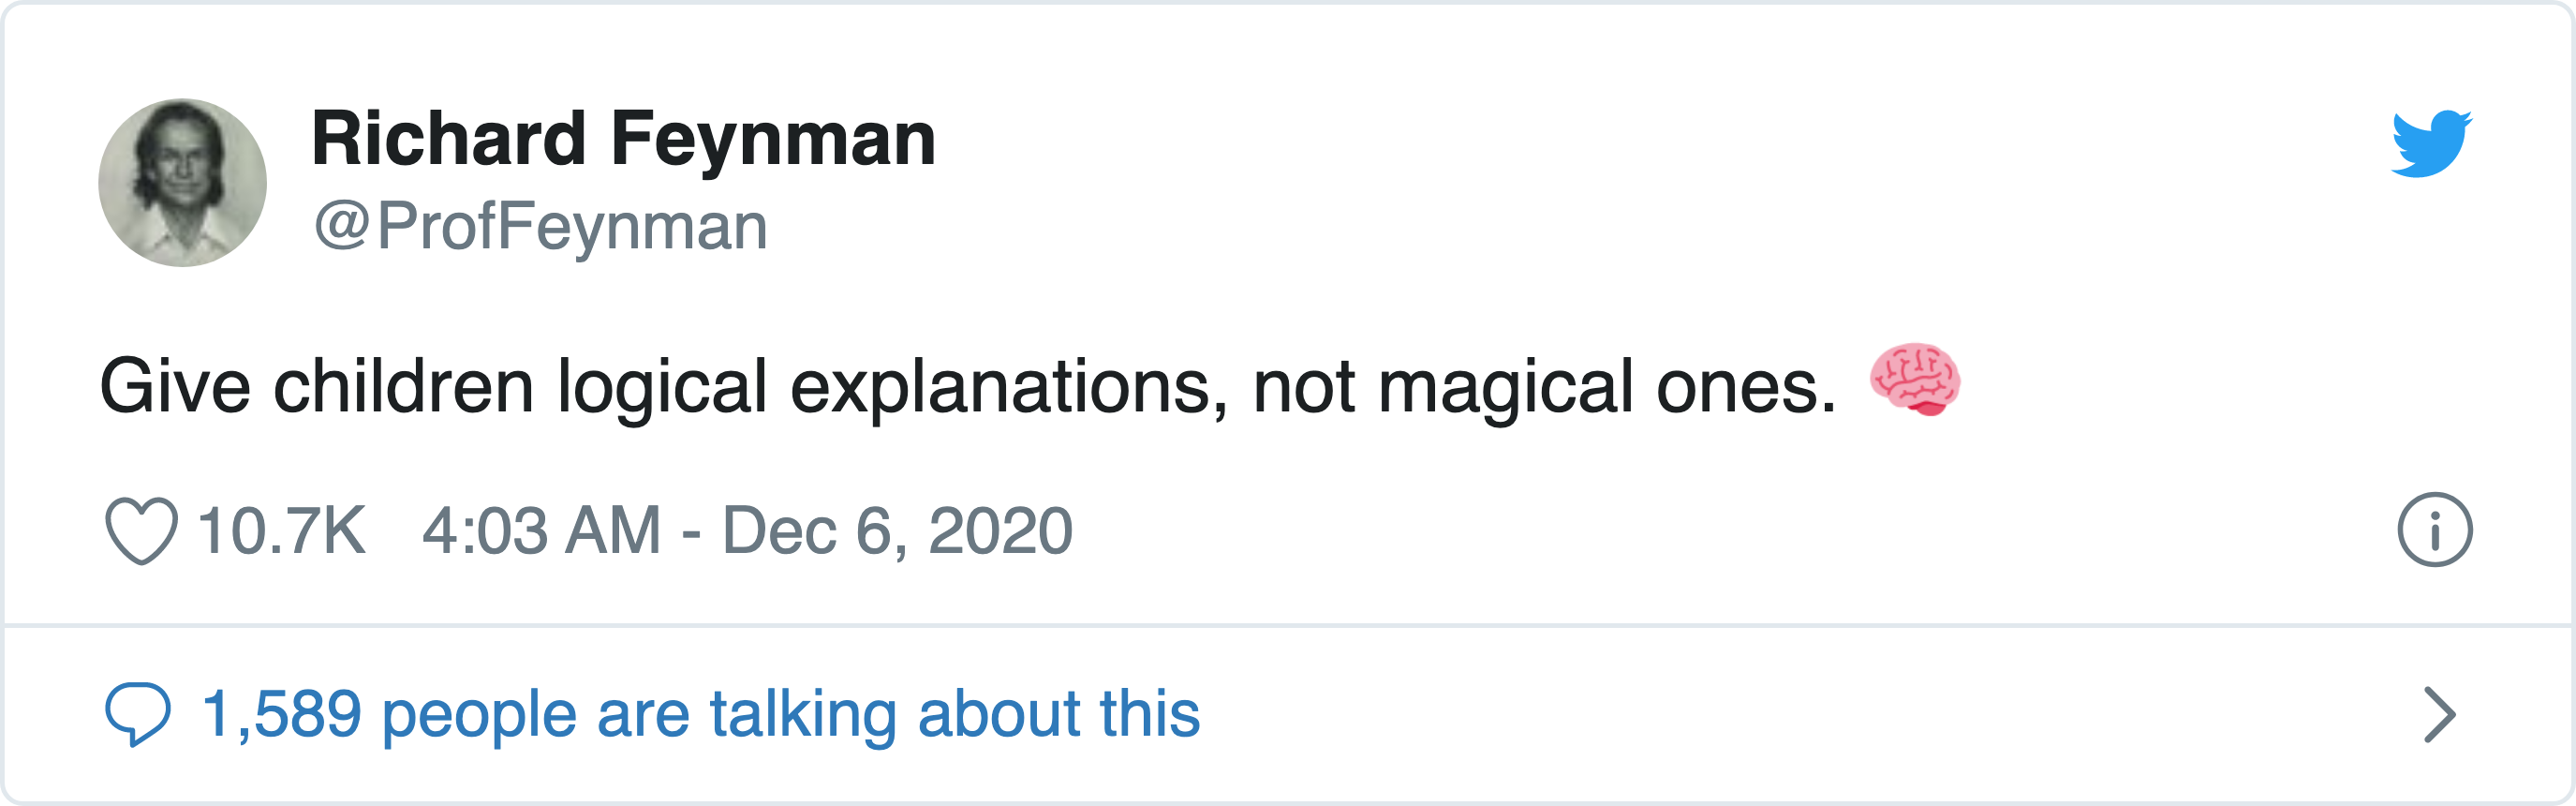 Richard Feynman
@ProfFeynman
Give children logical explanations, not magical ones. 🧠
10.7K 4:03 AM - Dec 6, 2020
1,589 people are talking about this